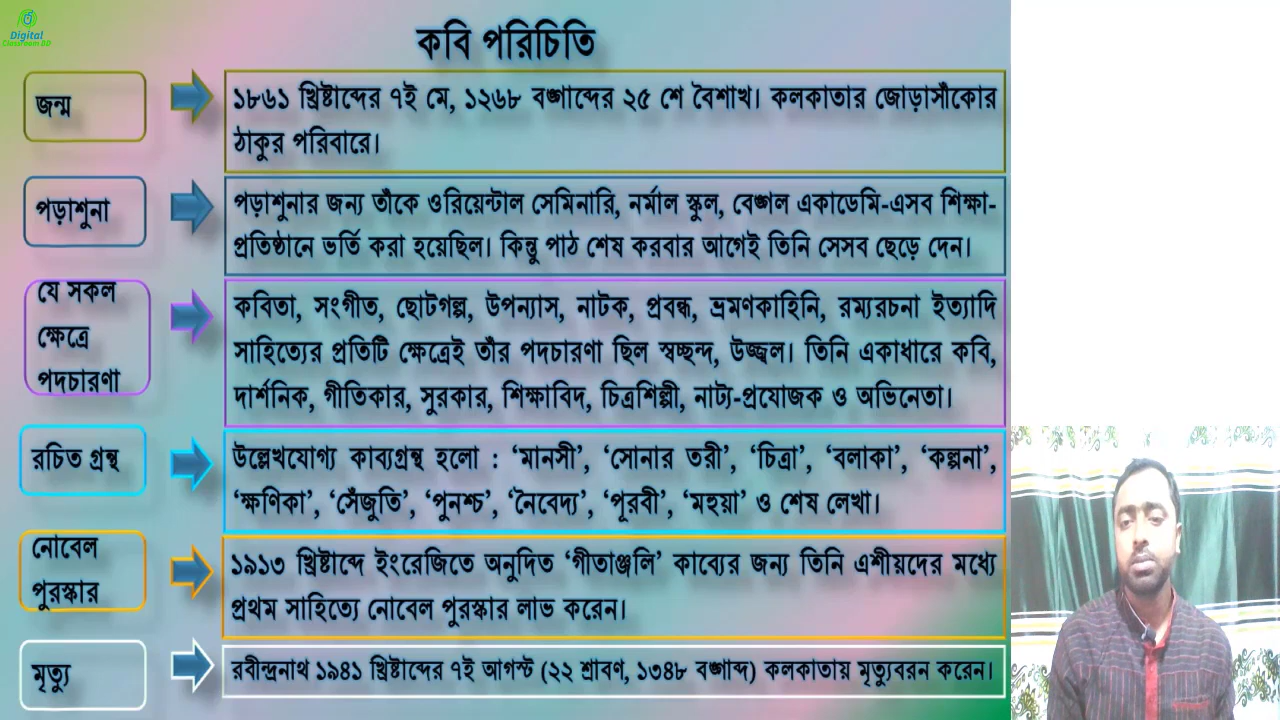 Digital
Classroom BD
কবি পরিচিতি
জন্ম
১৮৬১ খ্রিষ্টাব্দের ৭ই মে, ১২৬৮ বঙ্গাব্দের ২৫ শে বৈশাখ। কলকাতার জোড়াসাঁকোর
ঠাকুর পরিবারে।
পড়াশুনা
পড়াশুনার জন্য তাঁকে ওরিয়েন্টাল সেমিনারি, নর্মাল স্কুল, বেঙ্গল একাডেমি-এসব শিক্ষা-
প্রতিষ্ঠানে ভর্তি করা হয়েছিল। কিন্তু পাঠ শেষ করবার আগেই তিনি সেসব ছেড়ে দেন।
যে সকল
ক্ষেত্রে
পদচারণা
কবিতা, সংগীত, ছোটগল্প, উপন্যাস, নাটক, প্রবন্ধ, ভ্রমণকাহিনি, রম্যরচনা ইত্যাদি
সাহিত্যের প্রতিটি ক্ষেত্রেই তাঁর পদচারণা ছিল স্বচ্ছন্দ, উজ্জ্বল। তিনি একাধারে কবি,
দার্শনিক, গীতিকার, সুরকার, শিক্ষাবিদ, চিত্রশিল্পী, নাট্য-প্রযোজক ও অভিনেতা।
রচিত গ্রন্থ
উল্লেখযোগ্য কাব্যগ্রন্থ হলো : ‘মানসী’, ‘সোনার তরী’, ‘চিত্রা’, ‘বলাকা’, ‘কল্পনা’,
‘ক্ষণিকা’, ‘সেঁজুতি’, ‘পুনশ্চ’, ‘নৈবেদ্য’, ‘পূরবী’, ‘মহুয়া’ ও শেষ লেখা।
নোবেল
পুরস্কার
১৯১৩ খ্রিষ্টাব্দে ইংরেজিতে অনুদিত ‘গীতাঞ্জলি’ কাব্যের জন্য তিনি এশীয়দের মধ্যে
প্রথম সাহিত্যে নোবেল পুরস্কার লাভ করেন।
মৃত্যু
রবীন্দ্রনাথ ১৯৪১ খ্রিষ্টাব্দের ৭ই আগস্ট (২২ শ্রাবণ, ১৩৪৮ বঙ্গাব্দ) কলকাতায় মৃত্যুবরন করেন।